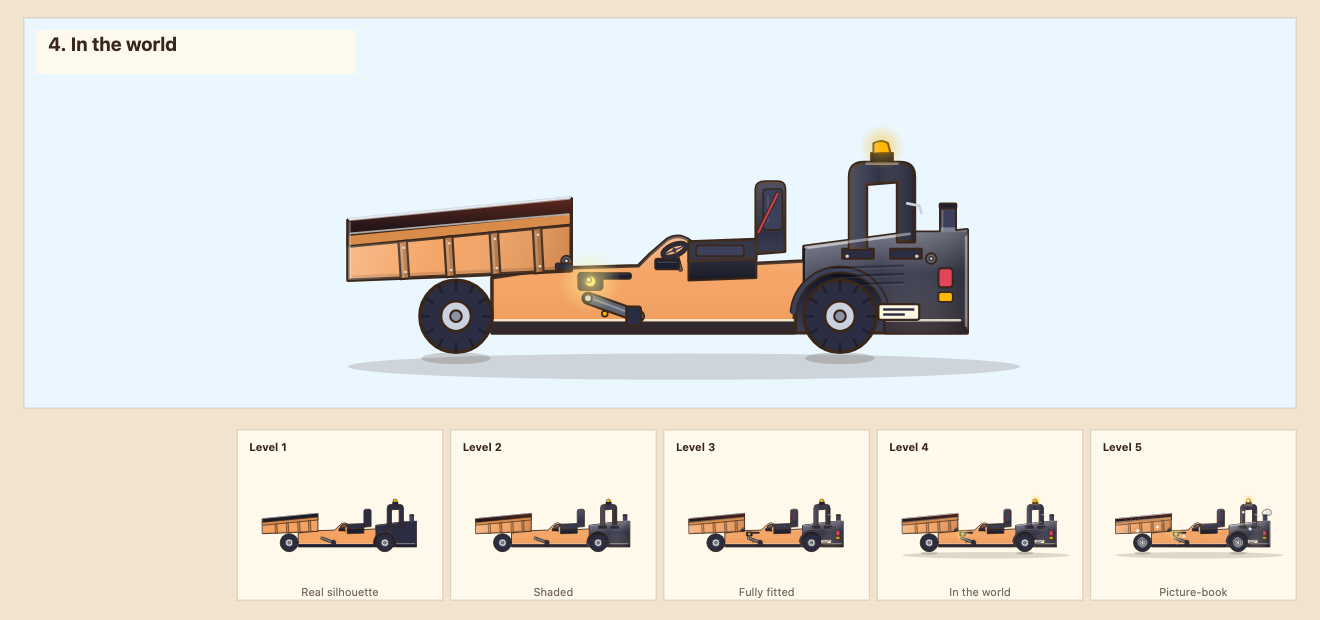 4. In the world
Level 1
Level 2
Level 3
Level 4
Level 5
Real silhouette
Shaded
Fully fitted
In the world
Picture-book